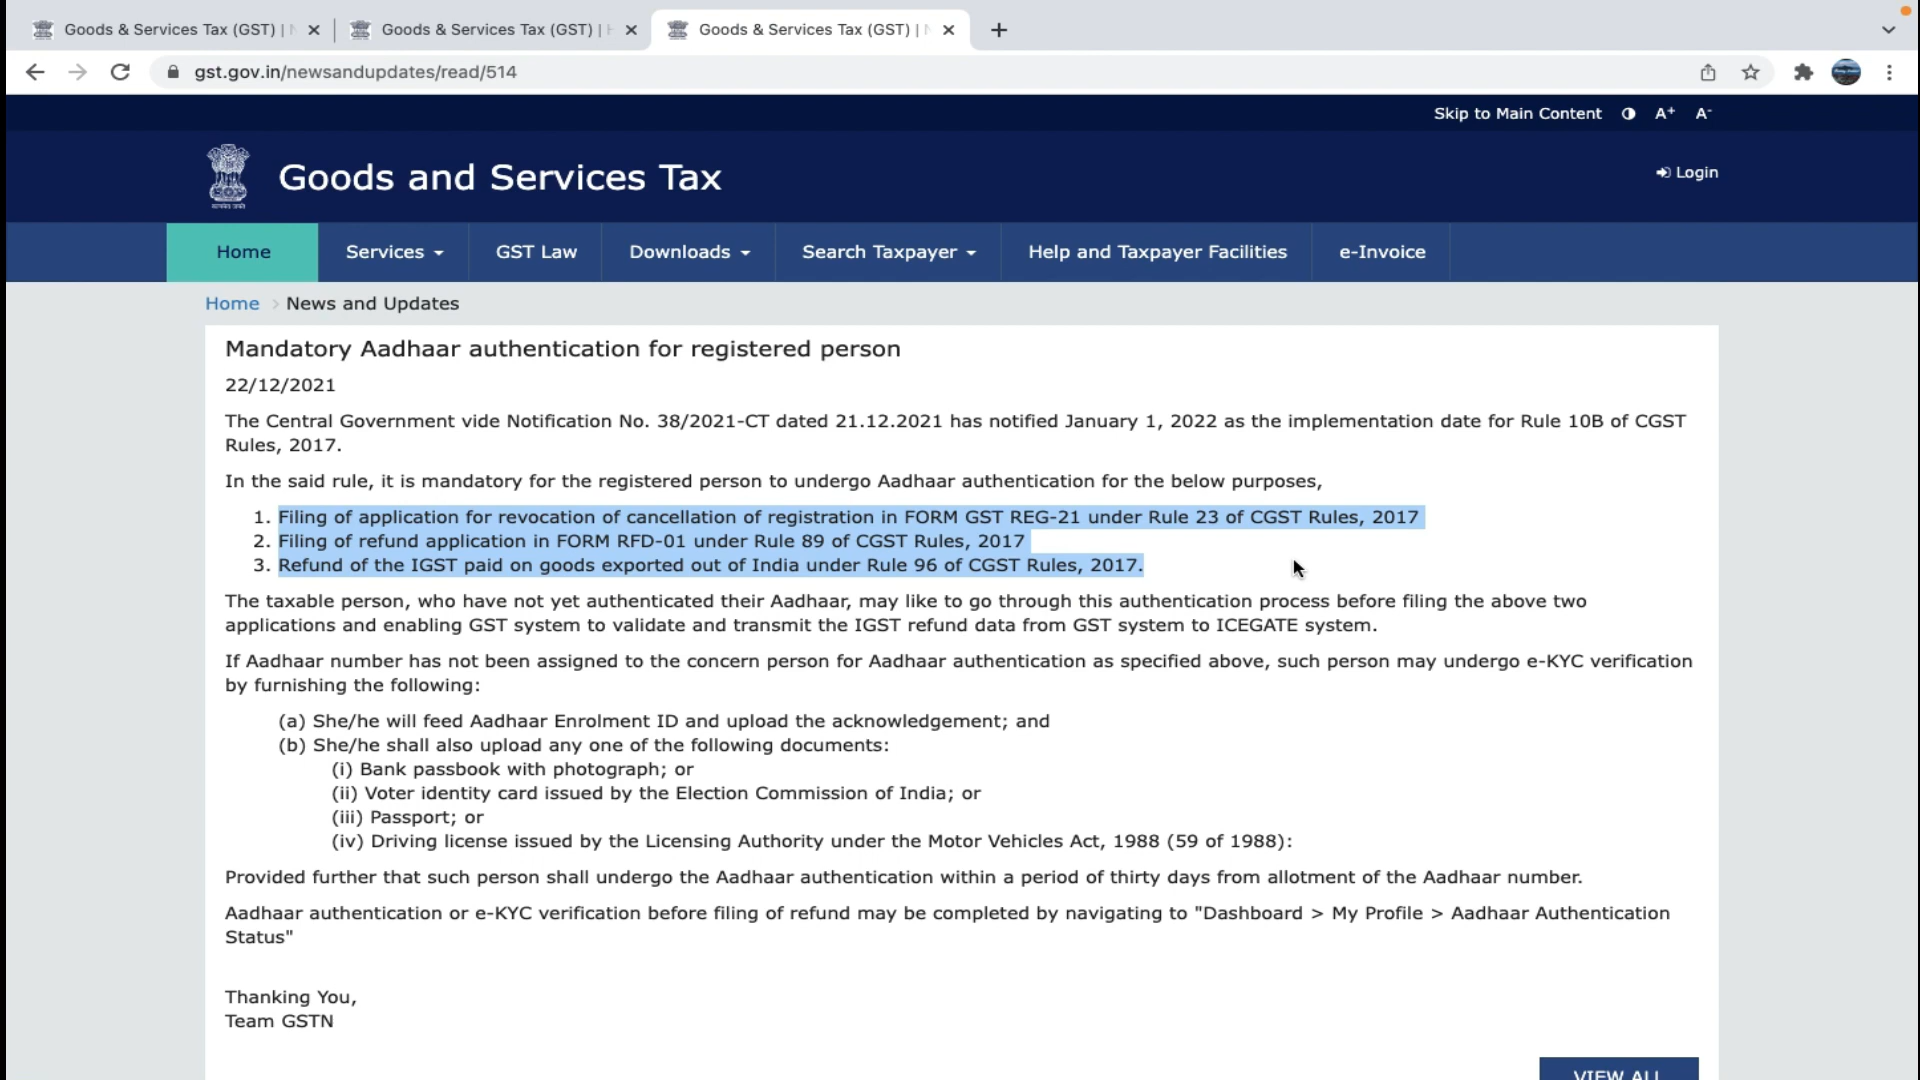 Goods & Services Tax (GST) |
Goods & Services Tax (GST) |
Goods & Services Tax (GST) |
gst.gov.in/newsandupdates/read/514
Skip to Main Content A+ A-
Goods and Services Tax
Login
Home Services GST Law Downloads Search Taxpayer Help and Taxpayer Facilities e-Invoice
Home > News and Updates
Mandatory Aadhaar authentication for registered person
22/12/2021
The Central Government vide Notification No. 38/2021-CT dated 21.12.2021 has notified January 1, 2022 as the implementation date for Rule 10B of CGST
Rules, 2017.
In the said rule, it is mandatory for the registered person to undergo Aadhaar authentication for the below purposes,
1. Filing of application for revocation of cancellation of registration in FORM GST REG-21 under Rule 23 of CGST Rules, 2017
2. Filing of refund application in FORM RFD-01 under Rule 89 of CGST Rules, 2017
3. Refund of the IGST paid on goods exported out of India under Rule 96 of CGST Rules, 2017.
The taxable person, who have not yet authenticated their Aadhaar, may like to go through this authentication process before filing the above two
applications and enabling GST system to validate and transmit the IGST refund data from GST system to ICEGATE system.
If Aadhaar number has not been assigned to the concern person for Aadhaar authentication as specified above, such person may undergo e-KYC verification
by furnishing the following:
(a) She/he will feed Aadhaar Enrolment ID and upload the acknowledgement; and
(b) She/he shall also upload any one of the following documents:
(i) Bank passbook with photograph; or
(ii) Voter identity card issued by the Election Commission of India; or
(iii) Passport; or
(iv) Driving license issued by the Licensing Authority under the Motor Vehicles Act, 1988 (59 of 1988):
Provided further that such person shall undergo the Aadhaar authentication within a period of thirty days from allotment of the Aadhaar number.
Aadhaar authentication or e-KYC verification before filing of refund may be completed by navigating to "Dashboard > My Profile > Aadhaar Authentication
Status"
Thanking You,
Team GSTN
VIEW ALL